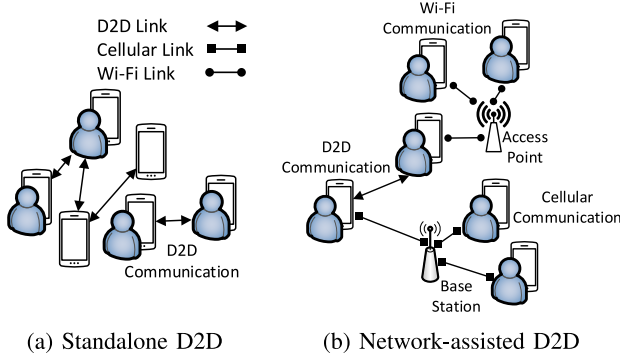 D2D Link
Cellular Link
Wi-Fi Link
D2D
Communication
(a) Standalone D2D
Wi-Fi
Communication
Access
Point
D2D
Communication
Cellular
Communication
Base
Station
(b) Network-assisted D2D